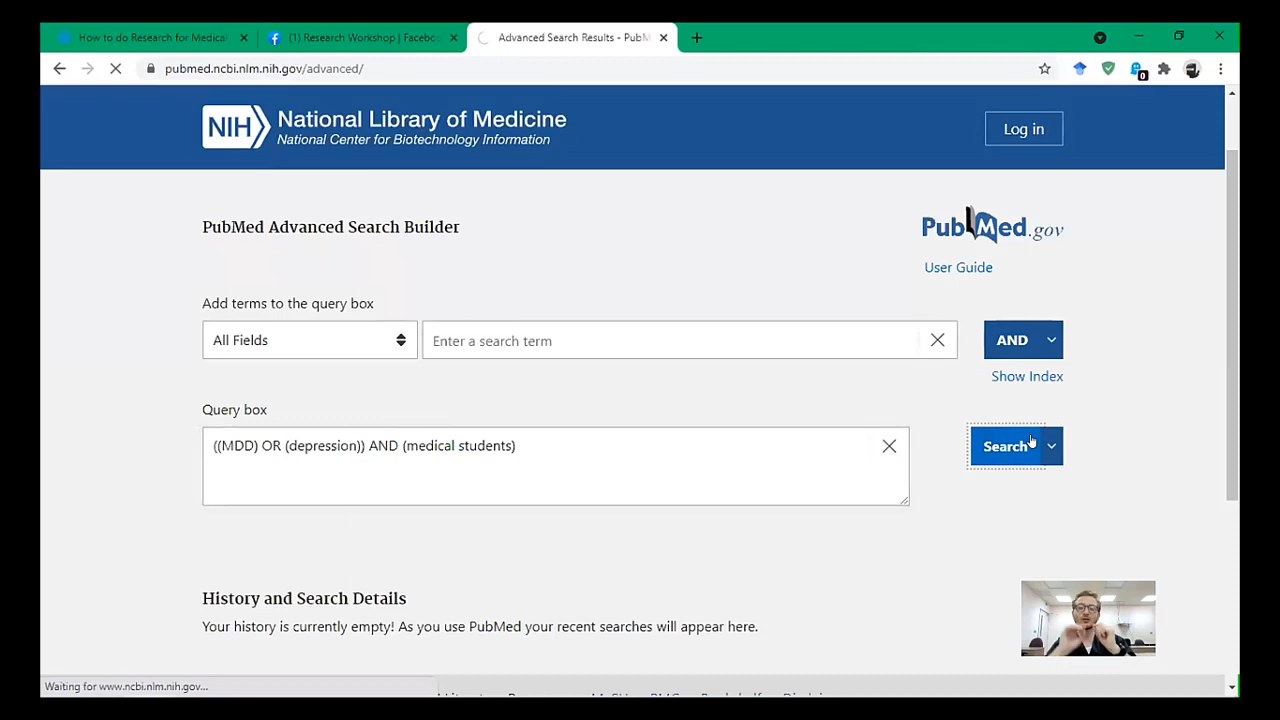 How to do Research for Medical
(1) Research Workshop | Facebo
Advanced Search Results - PubM
pubmed.ncbi.nlm.nih.gov/advanced/
0
NIH
National Library of Medicine
National Center for Biotechnology Information
Log in
PubMed Advanced Search Builder
PubMed.gov
User Guide
Add terms to the query box
All Fields
Enter a search term
AND
Show Index
Query box
((MDD) OR (depression)) AND (medical students)
Search
History and Search Details
Your history is currently empty! As you use PubMed your recent searches will appear here.
Waiting for www.ncbi.nlm.nih.gov...